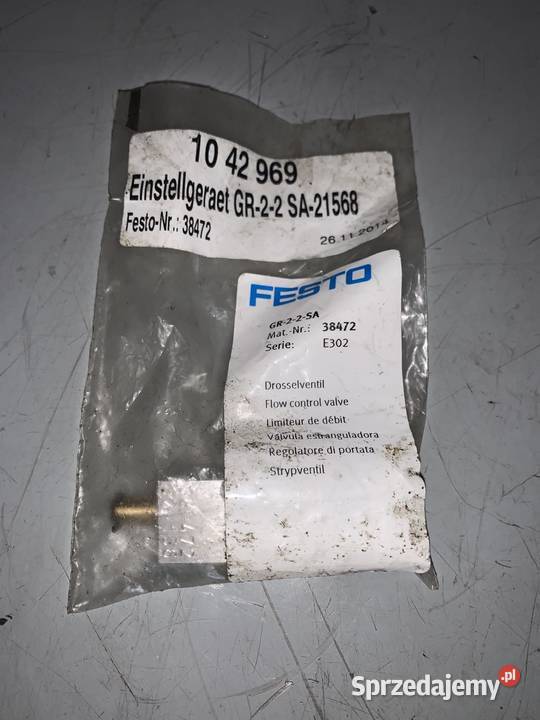 10 42 969
Einstellgeraet GR-2-2 SA-21568
Festo-Nr.: 38472
26.11.2014
FESTO
GR-2-2-SA
Mat.-Nr.: 38472
Serie: E302
Drosselventil
Flow control valve
Limiteur de débit
Válvula estranguladora
Regolatore di portata
Strypventil
472
Sprzedajemy.pl